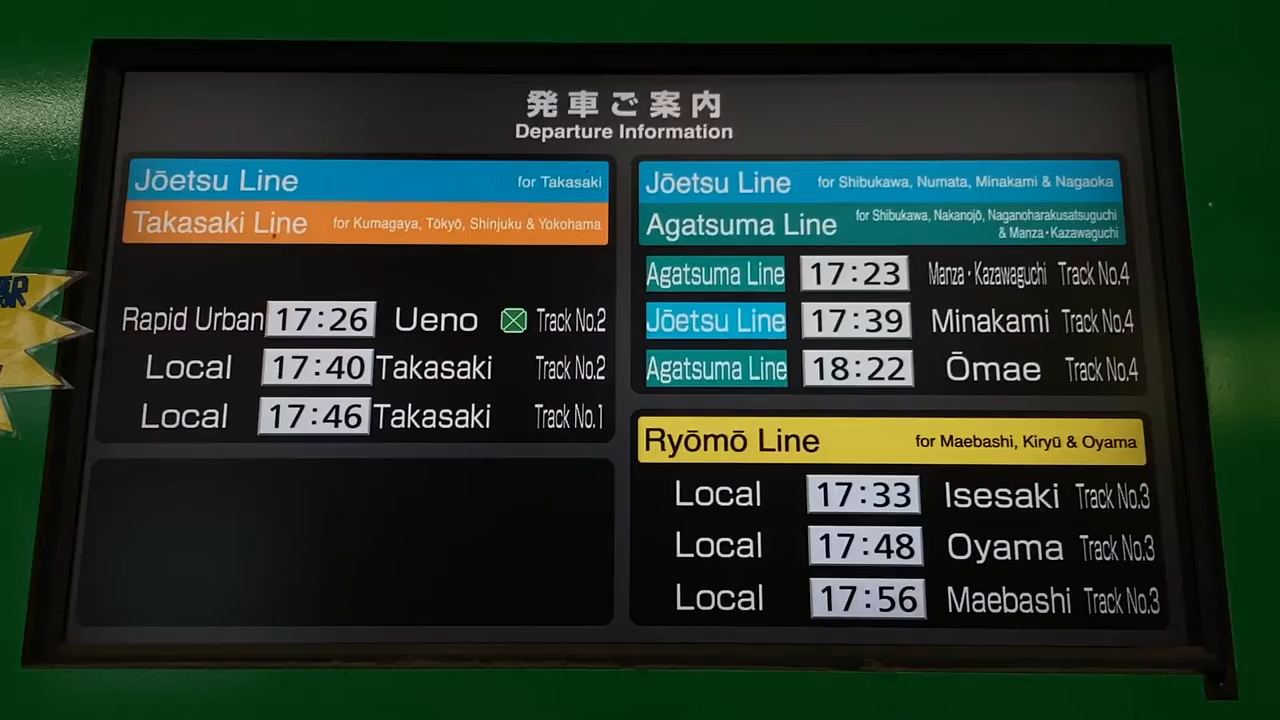 発車ご案内
Departure Information
Jōetsu Line for Takasaki
Takasaki Line for Kumagaya, Tōkyō, Shinjuku & Yokohama
Rapid Urban 17:26 Ueno Track No.2
Local 17:40 Takasaki Track No.2
Local 17:46 Takasaki Track No.1
Jōetsu Line for Shibukawa, Numata, Minakami & Nagaoka
Agatsuma Line for Shibukawa, Nakanojō, Naganoharakusatsuguchi
& Manza・Kazawaguchi
Agatsuma Line 17:23 Manza・Kazawaguchi Track No.4
Jōetsu Line 17:39 Minakami Track No.4
Agatsuma Line 18:22 Ōmae Track No.4
Ryōmō Line for Maebashi, Kiryū & Oyama
Local 17:33 Isesaki Track No.3
Local 17:48 Oyama Track No.3
Local 17:56 Maebashi Track No.3